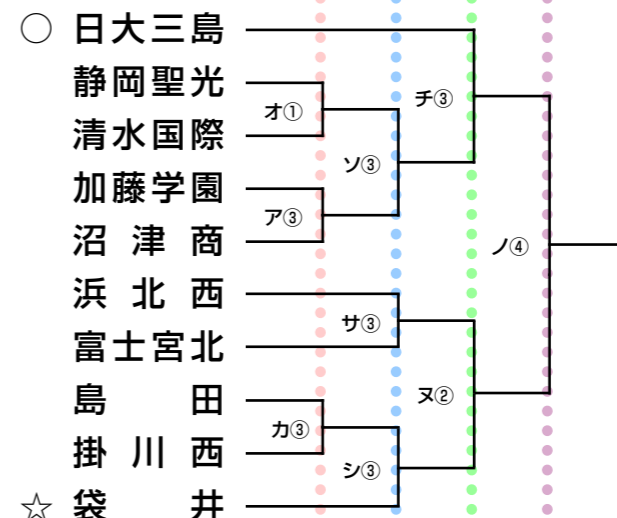 ○ 日大三島
チ③
静岡聖光
オ①
清水国際
ソ③
加藤学園
ア③
沼津商
ノ④
浜北西
サ③
富士宮北
ヌ②
島田
カ③
掛川西
シ③
☆ 袋井